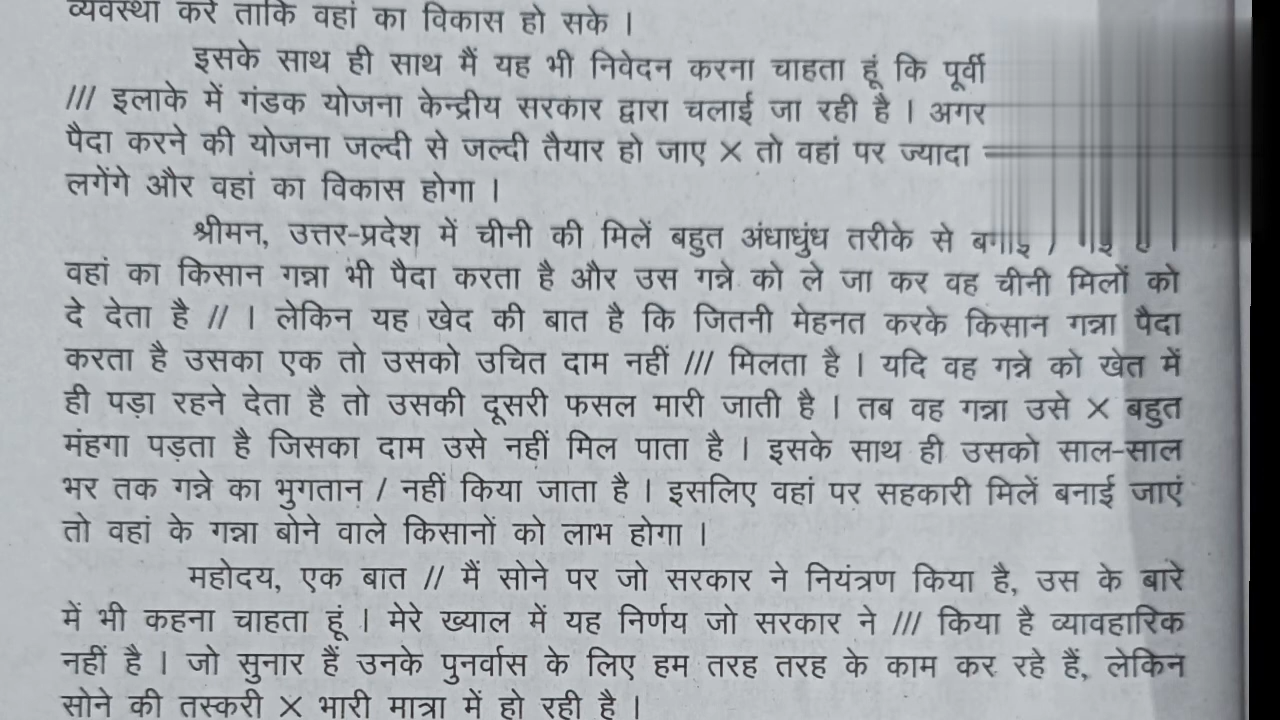 व्यवस्था करें ताकि वहां का विकास हो सके ।
इसके साथ ही साथ मैं यह भी निवेदन करना चाहता हूं कि पूर्वी
/// इलाके में गंडक योजना केन्द्रीय सरकार द्वारा चलाई जा रही है । अगर
पैदा करने की योजना जल्दी से जल्दी तैयार हो जाए × तो वहां पर ज्यादा
लगेंगे और वहां का विकास होगा ।
श्रीमन, उत्तर-प्रदेश में चीनी की मिलें बहुत अंधाधुंध तरीके से
वहां का किसान गन्ना भी पैदा करता है और उस गन्ने को ले जा कर वह चीनी मिलों को
दे देता है // । लेकिन यह खेद की बात है कि जितनी मेहनत करके किसान गन्ना पैदा
करता है उसका एक तो उसको उचित दाम नहीं /// मिलता है । यदि वह गन्ने को खेत में
ही पड़ा रहने देता है तो उसकी दूसरी फसल मारी जाती है । तब वह गन्ना उसे × बहुत
मंहगा पड़ता है जिसका दाम उसे नहीं मिल पाता है । इसके साथ ही उसको साल-साल
भर तक गन्ने का भुगतान / नहीं किया जाता है । इसलिए वहां पर सहकारी मिलें बनाई जाएं
तो वहां के गन्ना बोने वाले किसानों को लाभ होगा ।
महोदय, एक बात // मैं सोने पर जो सरकार ने नियंत्रण किया है, उस के बारे
में भी कहना चाहता हूं । मेरे ख्याल में यह निर्णय जो सरकार ने /// किया है व्यावहारिक
नहीं है । जो सुनार हैं उनके पुनर्वास के लिए हम तरह तरह के काम कर रहे हैं, लेकिन
सोने की तस्करी × भारी मात्रा में हो रही है ।